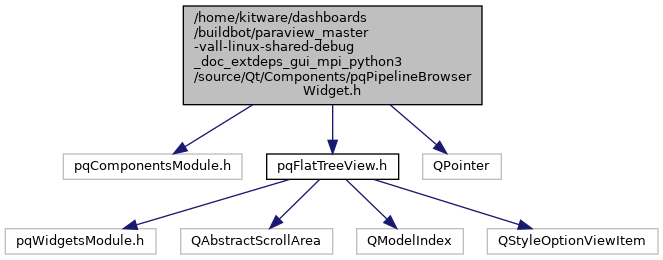 /home/kitware/dashboards
/buildbot/paraview_master
-vall-linux-shared-debug
_doc_extdeps_gui_mpi_python3
/source/Qt/Components/pqPipelineBrowser
Widget.h
pqComponentsModule.h
pqFlatTreeView.h
QPointer
pqWidgetsModule.h
QAbstractScrollArea
QModelIndex
QStyleOptionViewItem